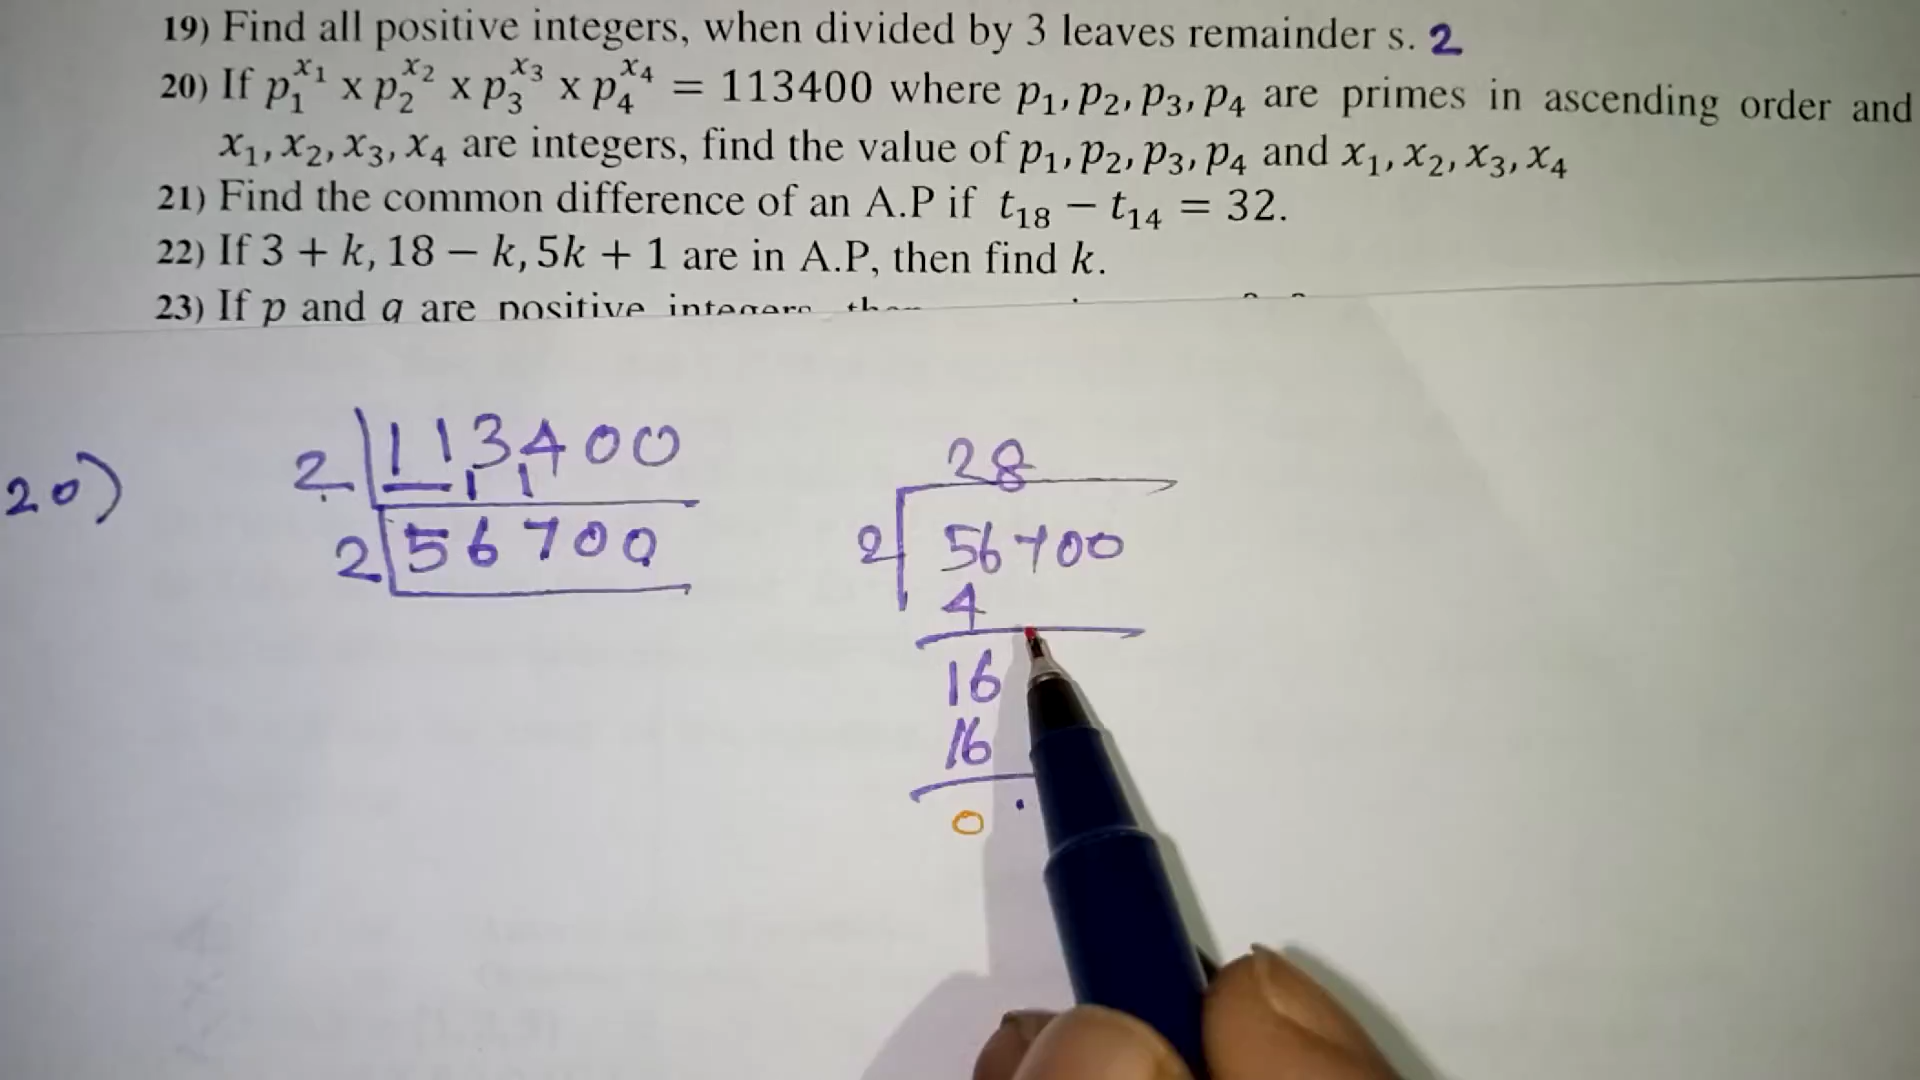 19) Find all positive integers, when divided by 3 leaves remainder s. 2
20) If p₁^x₁ x p₂^x₂ x p₃^x₃ x p₄^x₄ = 113400 where p₁, p₂, p₃, p₄ are primes in ascending order and
x₁, x₂, x₃, x₄ are integers, find the value of p₁, p₂, p₃, p₄ and x₁, x₂, x₃, x₄
21) Find the common difference of an A.P if t₁₈ − t₁₄ = 32.
22) If 3 + k, 18 − k, 5k + 1 are in A.P, then find k.
23) If p and q are positive integers
20)
2 113400
1 1
2 56700
28
2 56700
4
16
16
0